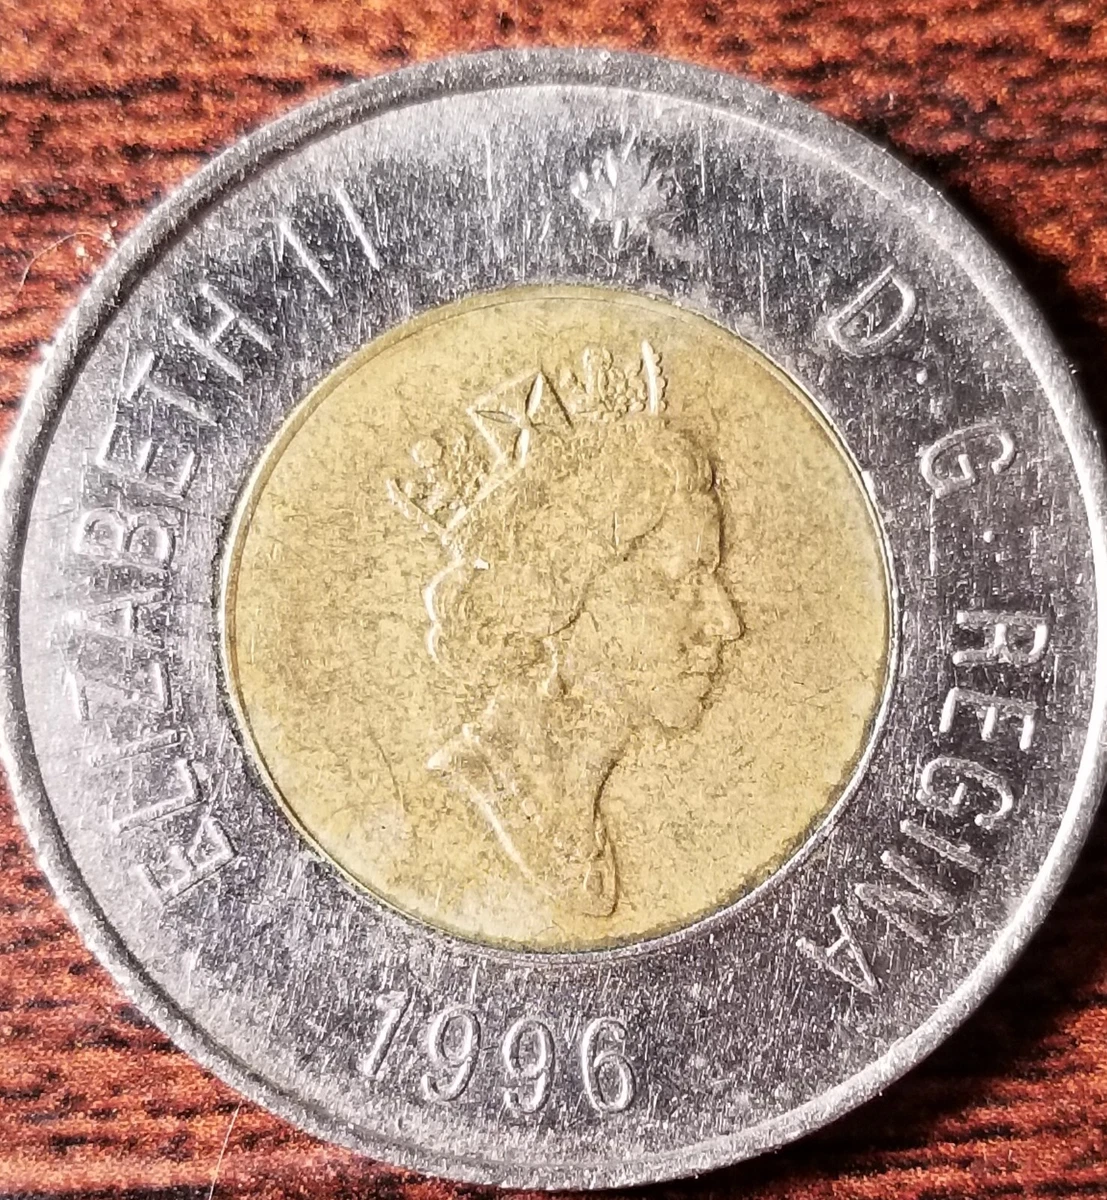 ELIZABETH II
D·G·REGINA
1996